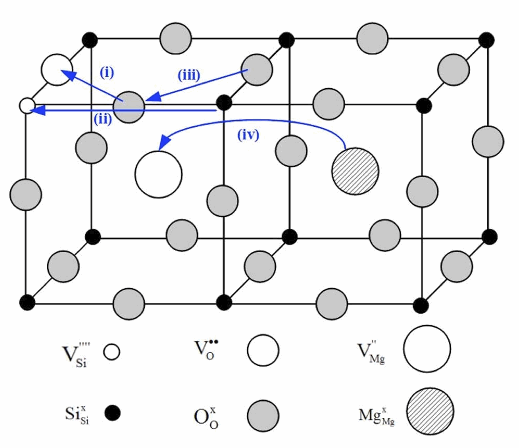 (i)
(iii)
(ii)
(iv)
V''''Si V••O V''Mg
SixSi OxO MgxMg